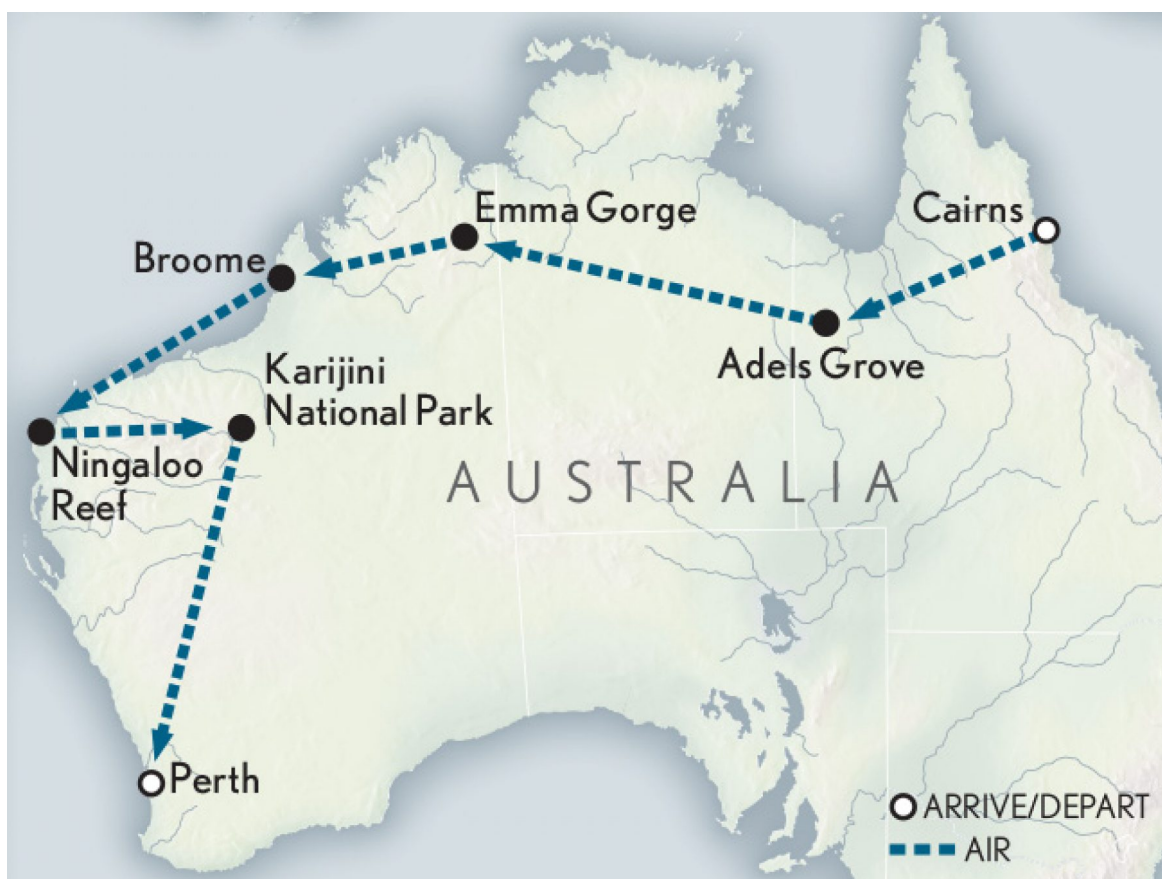 Emma Gorge
Cairns
Broome
Adels Grove
Karijini
National Park
Ningaloo
Reef
AUSTRALIA
Perth
ARRIVE/DEPART
AIR